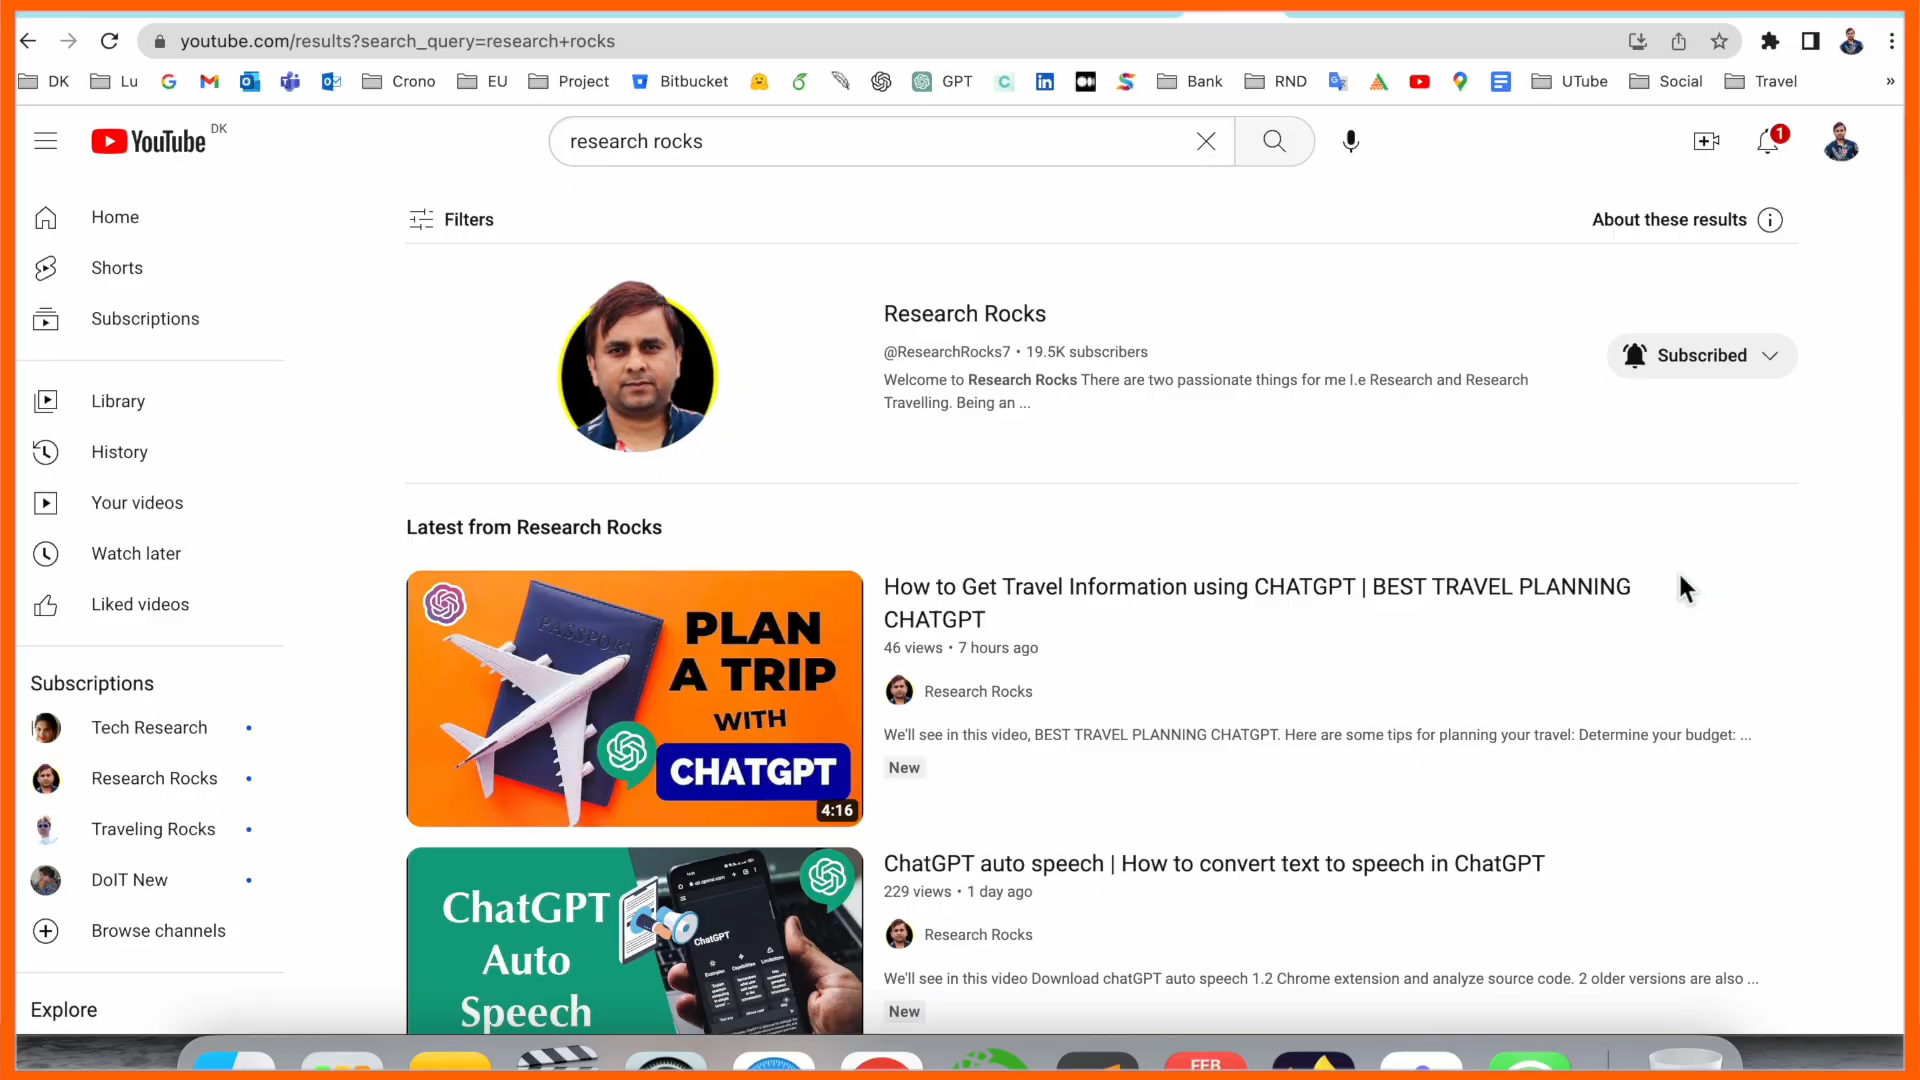 youtube.com/results?search_query=research+rocks
DK
Lu
Crono
EU
Project
Bitbucket
GPT
Bank
RND
UTube
Social
Travel
»
YouTube DK
research rocks
1
Home
Shorts
Subscriptions
Library
History
Your videos
Watch later
Liked videos
Subscriptions
Tech Research
Research Rocks
Traveling Rocks
DoIT New
Browse channels
Explore
Filters
About these results
Research Rocks
@ResearchRocks7 • 19.5K subscribers
Welcome to Research Rocks There are two passionate things for me I.e Research and Research
Travelling. Being an ...
Subscribed
Latest from Research Rocks
PASSPORT
PLAN
A TRIP
WITH
CHATGPT
4:16
How to Get Travel Information using CHATGPT | BEST TRAVEL PLANNING
CHATGPT
46 views • 7 hours ago
Research Rocks
We'll see in this video, BEST TRAVEL PLANNING CHATGPT. Here are some tips for planning your travel: Determine your budget: ...
New
ChatGPT
Auto
Speech
ChatGPT
Examples
Capabilities
Limitations
ChatGPT auto speech | How to convert text to speech in ChatGPT
229 views • 1 day ago
Research Rocks
We'll see in this video Download chatGPT auto speech 1.2 Chrome extension and analyze source code. 2 older versions are also ...
New
FEB